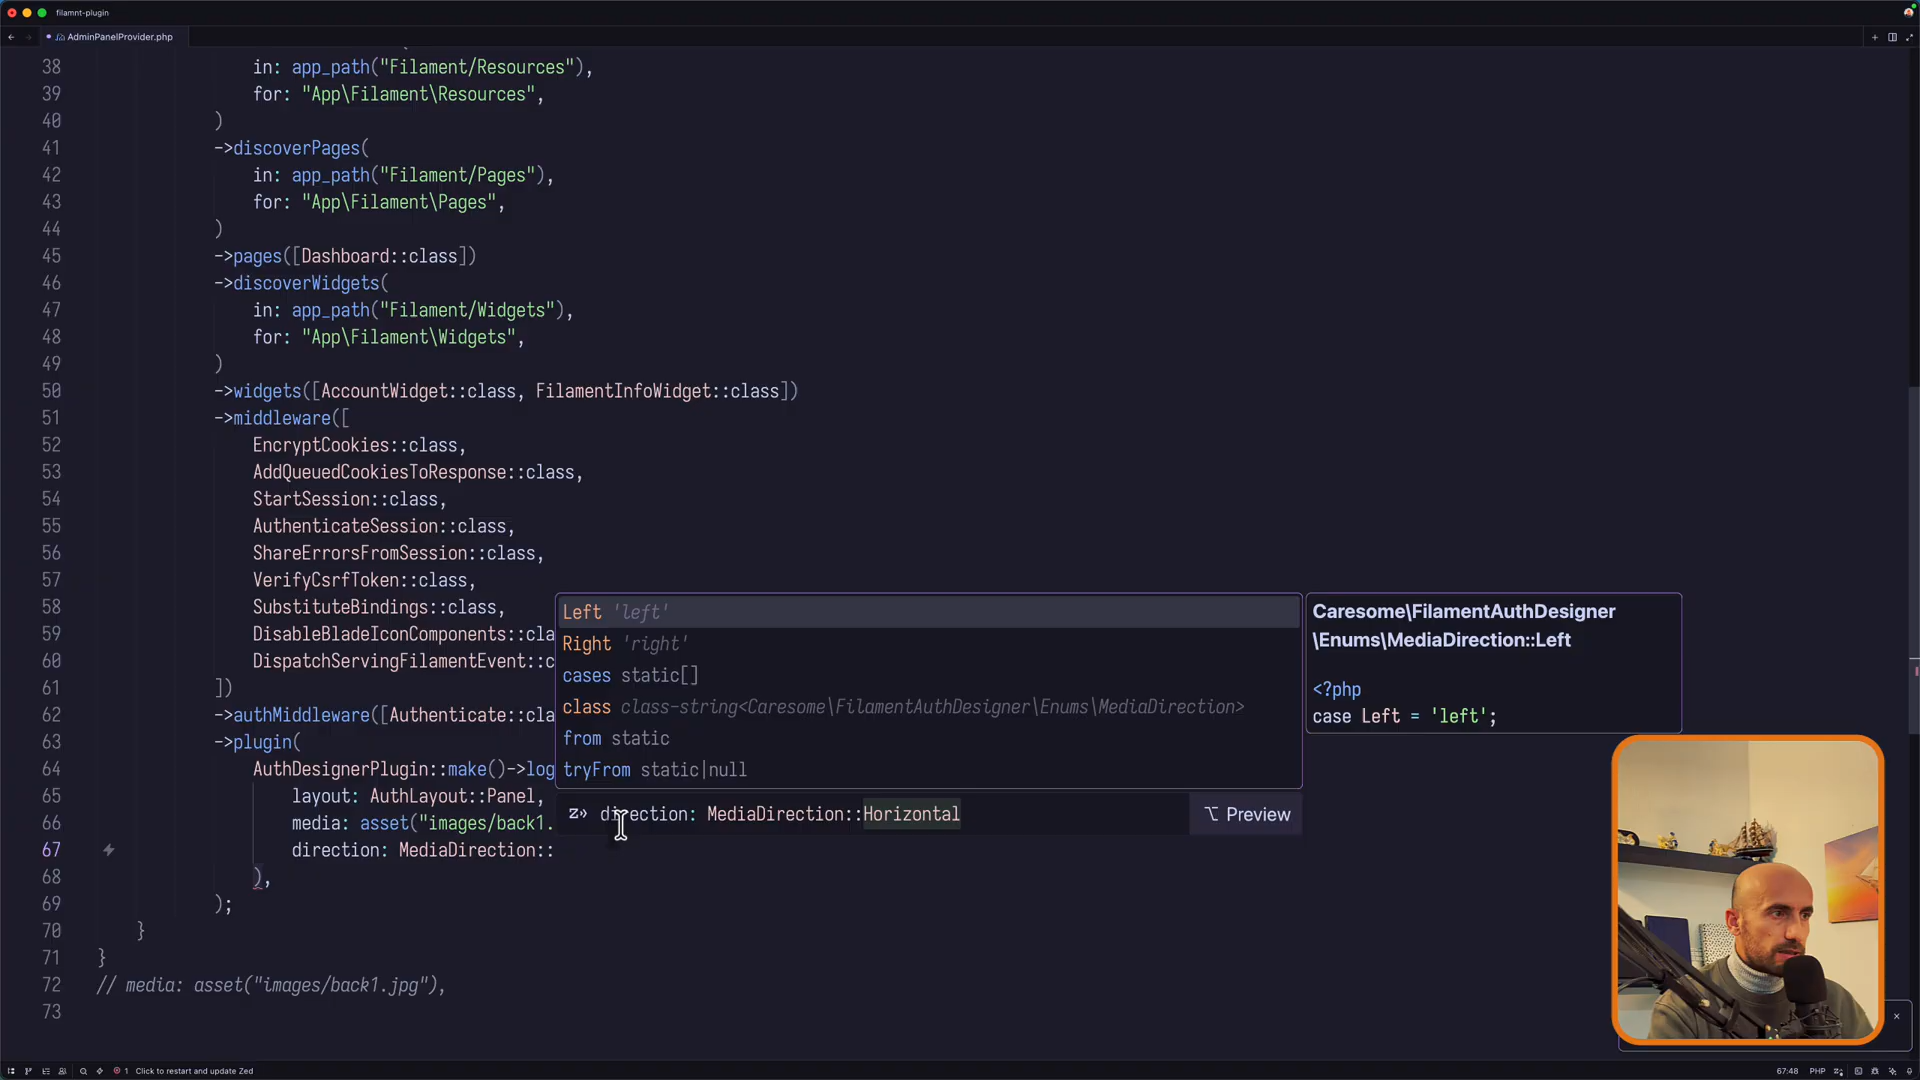 filamnt-plugin
AdminPanelProvider.php
38 in: app_path("Filament/Resources"),
39 for: "App\Filament\Resources",
40 )
41 ->discoverPages(
42 in: app_path("Filament/Pages"),
43 for: "App\Filament\Pages",
44 )
45 ->pages([Dashboard::class])
46 ->discoverWidgets(
47 in: app_path("Filament/Widgets"),
48 for: "App\Filament\Widgets",
49 )
50 ->widgets([AccountWidget::class, FilamentInfoWidget::class])
51 ->middleware([
52 EncryptCookies::class,
53 AddQueuedCookiesToResponse::class,
54 StartSession::class,
55 AuthenticateSession::class,
56 ShareErrorsFromSession::class,
57 VerifyCsrfToken::class,
58 SubstituteBindings::class,
59 DisableBladeIconComponents::cla
60 DispatchServingFilamentEvent::c
61 ])
62 ->authMiddleware([Authenticate::cla
63 ->plugin(
64 AuthDesignerPlugin::make()->log
65 layout: AuthLayout::Panel,
66 media: asset("images/back1.
67 direction: MediaDirection::
68 ),
69 );
70 }
71 }
72 // media: asset("images/back1.jpg"),
73
Left 'left'
Right 'right'
cases static[]
class class-string<Caresome\FilamentAuthDesigner\Enums\MediaDirection>
from static
tryFrom static|null
direction: MediaDirection::Horizontal
⌥ Preview
Caresome\FilamentAuthDesigner
\Enums\MediaDirection::Left
<?php
case Left = 'left';
1 Click to restart and update Zed
67:48 PHP